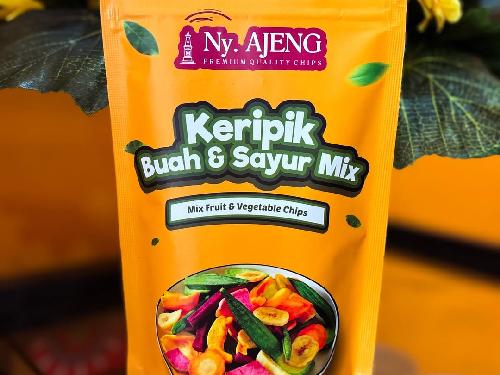 Ny. AJENG
PREMIUM QUALITY CHIPS
Keripik
Buah & Sayur Mix
Mix Fruit & Vegetable Chips